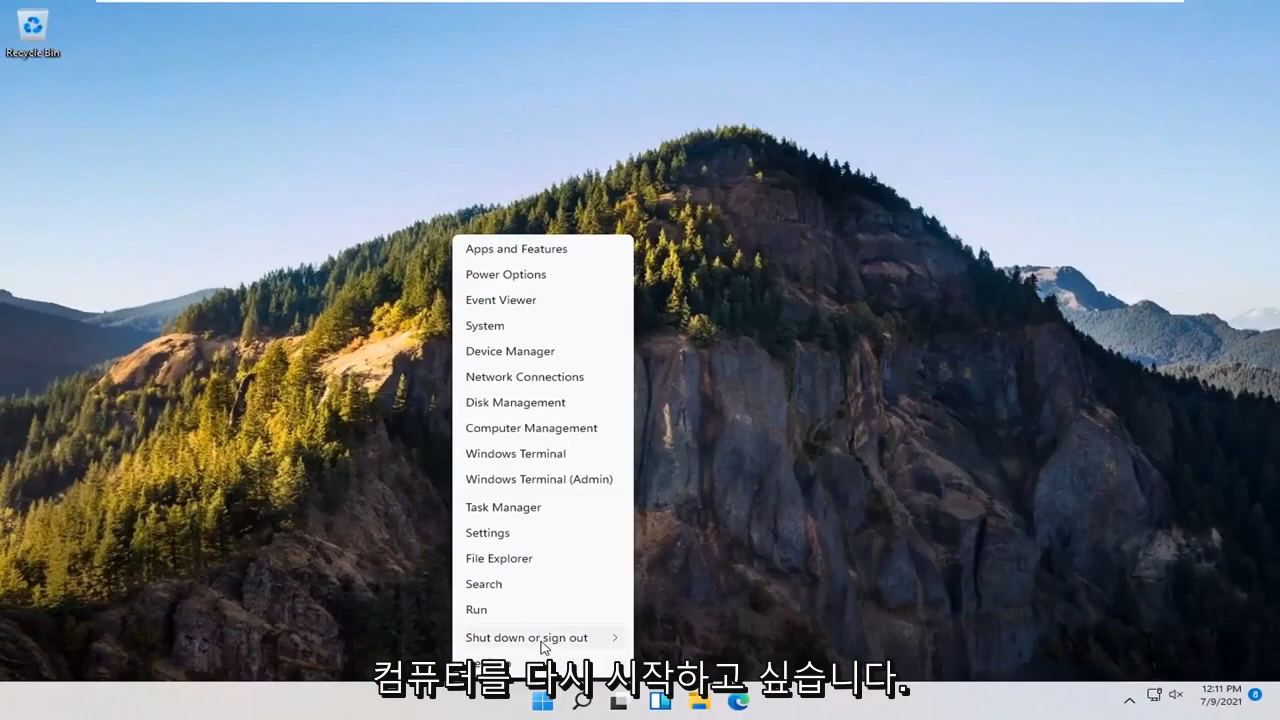 Recycle Bin
Apps and Features
Power Options
Event Viewer
System
Device Manager
Network Connections
Disk Management
Computer Management
Windows Terminal
Windows Terminal (Admin)
Task Manager
Settings
File Explorer
Search
Run
Shut down or sign out
컴퓨터를 다시 시작하고 싶습니다.
12:11 PM
7/9/2021
8